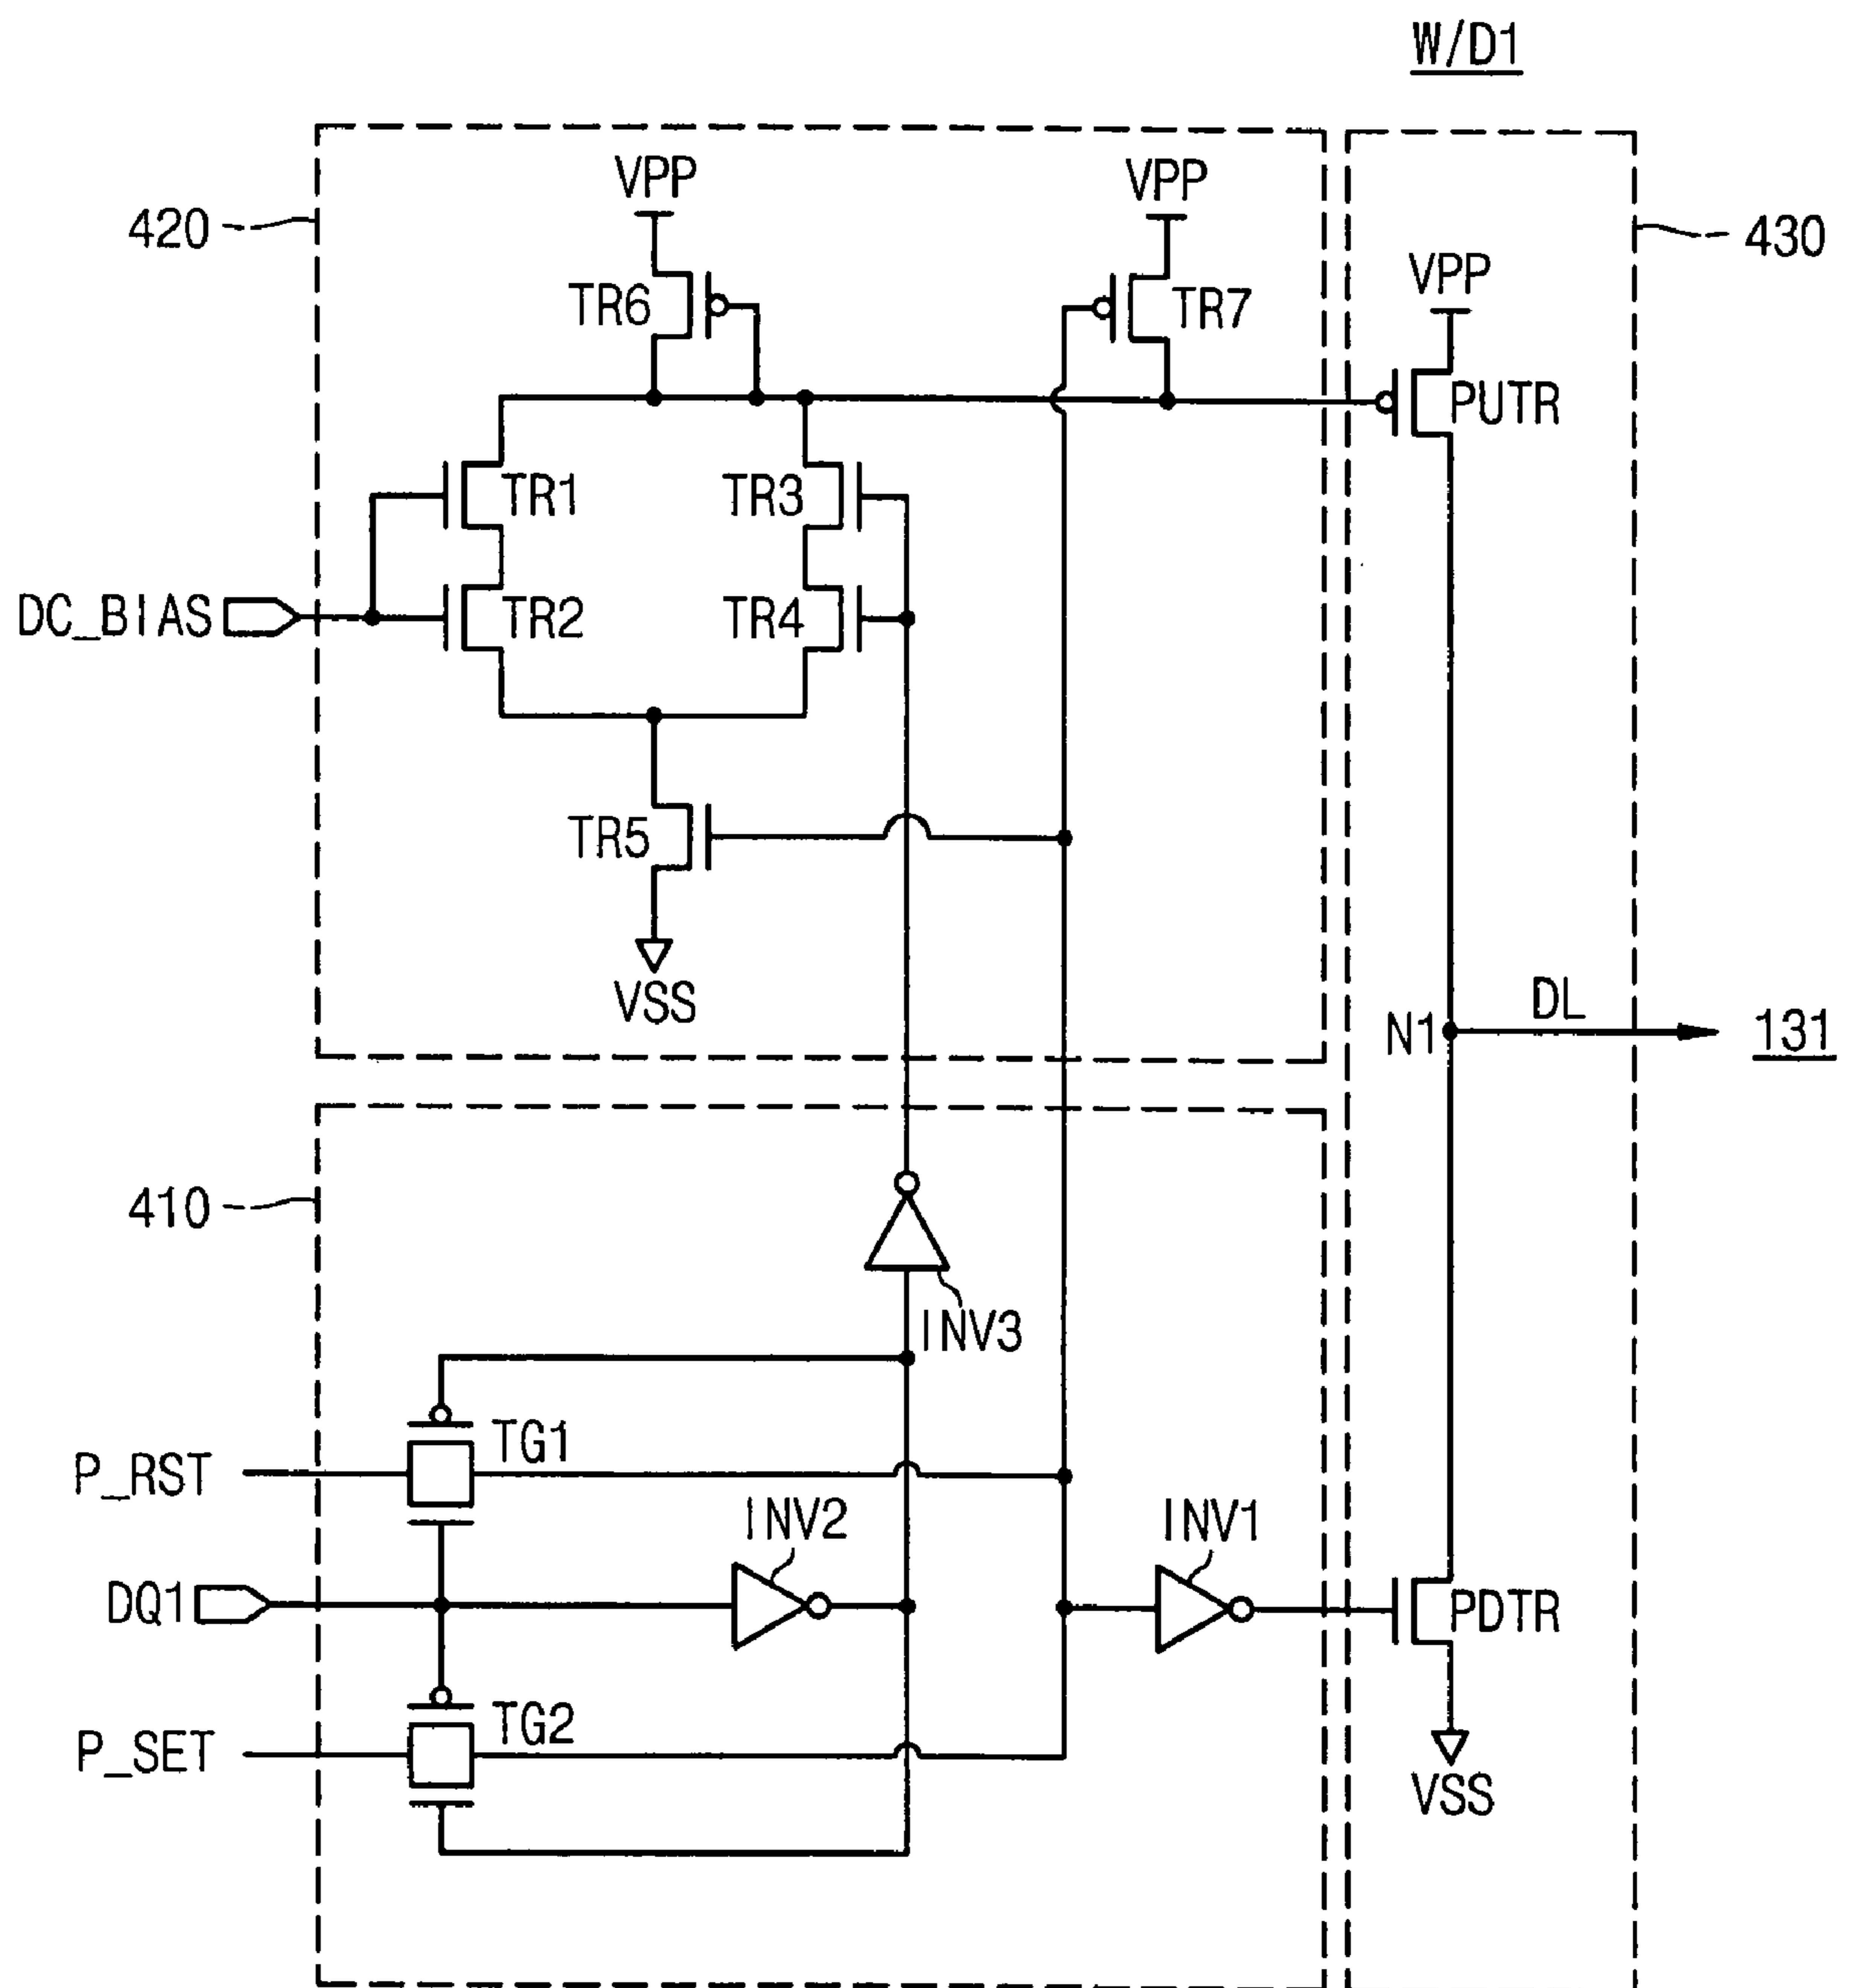 W/D1
VPP
VPP
420
430
VPP
TR6
TR7
PUTR
TR1
TR3
DC_BIAS
TR2
TR4
TR5
VSS
DL
N1
131
410
INV3
TG1
P_RST
INV2
INV1
DQ1
PDTR
TG2
P_SET
VSS